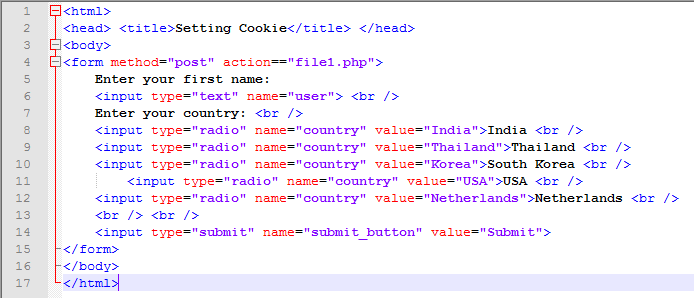 1 <html>
2 <head> <title>Setting Cookie</title> </head>
3 <body>
4 <form method="post" action=="file1.php">
5 Enter your first name:
6 <input type="text" name="user"> <br />
7 Enter your country: <br />
8 <input type="radio" name="country" value="India">India <br />
9 <input type="radio" name="country" value="Thailand">Thailand <br />
10 <input type="radio" name="country" value="Korea">South Korea <br />
11 <input type="radio" name="country" value="USA">USA <br />
12 <input type="radio" name="country" value="Netherlands">Netherlands <br />
13 <br /> <br />
14 <input type="submit" name="submit_button" value="Submit">
15 </form>
16 </body>
17 </html>